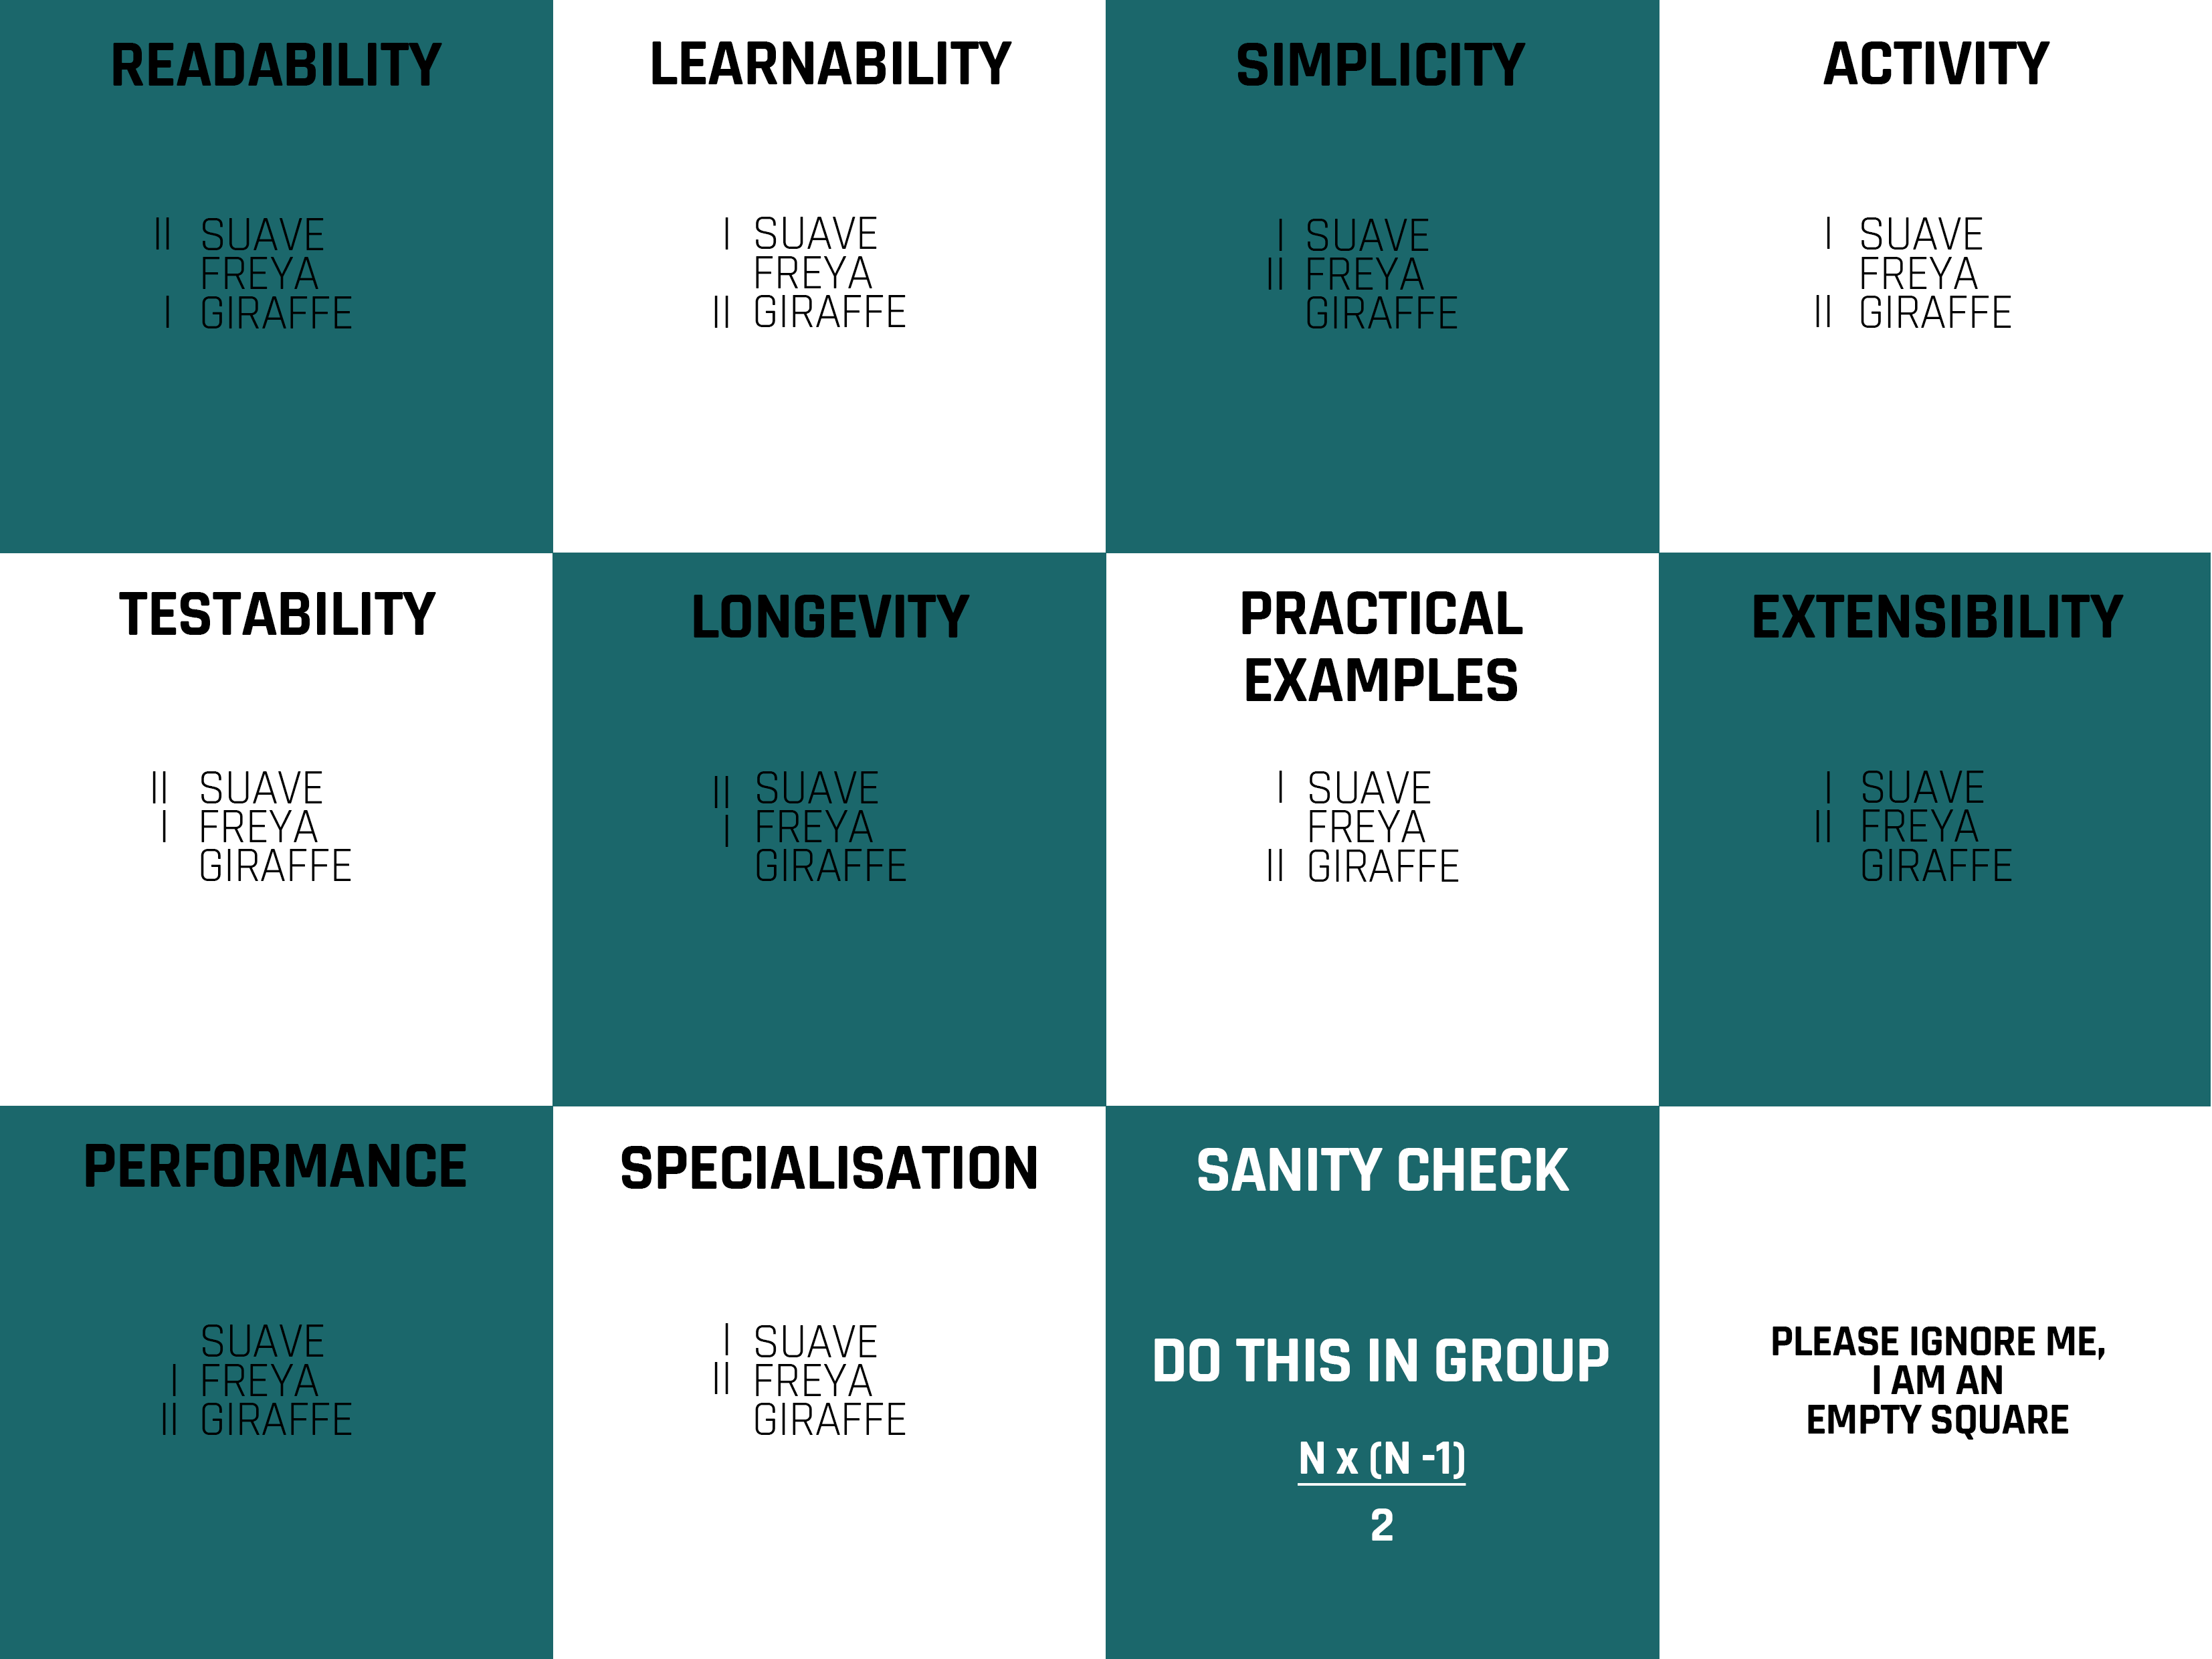 READABILITY
II SUAVE
FREYA
I GIRAFFE
LEARNABILITY
I SUAVE
FREYA
II GIRAFFE
SIMPLICITY
I SUAVE
II FREYA
GIRAFFE
ACTIVITY
I SUAVE
FREYA
II GIRAFFE
TESTABILITY
II SUAVE
I FREYA
GIRAFFE
LONGEVITY
II SUAVE
I FREYA
GIRAFFE
PRACTICAL
EXAMPLES
I SUAVE
FREYA
II GIRAFFE
EXTENSIBILITY
I SUAVE
II FREYA
GIRAFFE
PERFORMANCE
SUAVE
I FREYA
II GIRAFFE
SPECIALISATION
I SUAVE
II FREYA
GIRAFFE
SANITY CHECK
DO THIS IN GROUP
N x (N -1)
2
PLEASE IGNORE ME,
I AM AN
EMPTY SQUARE